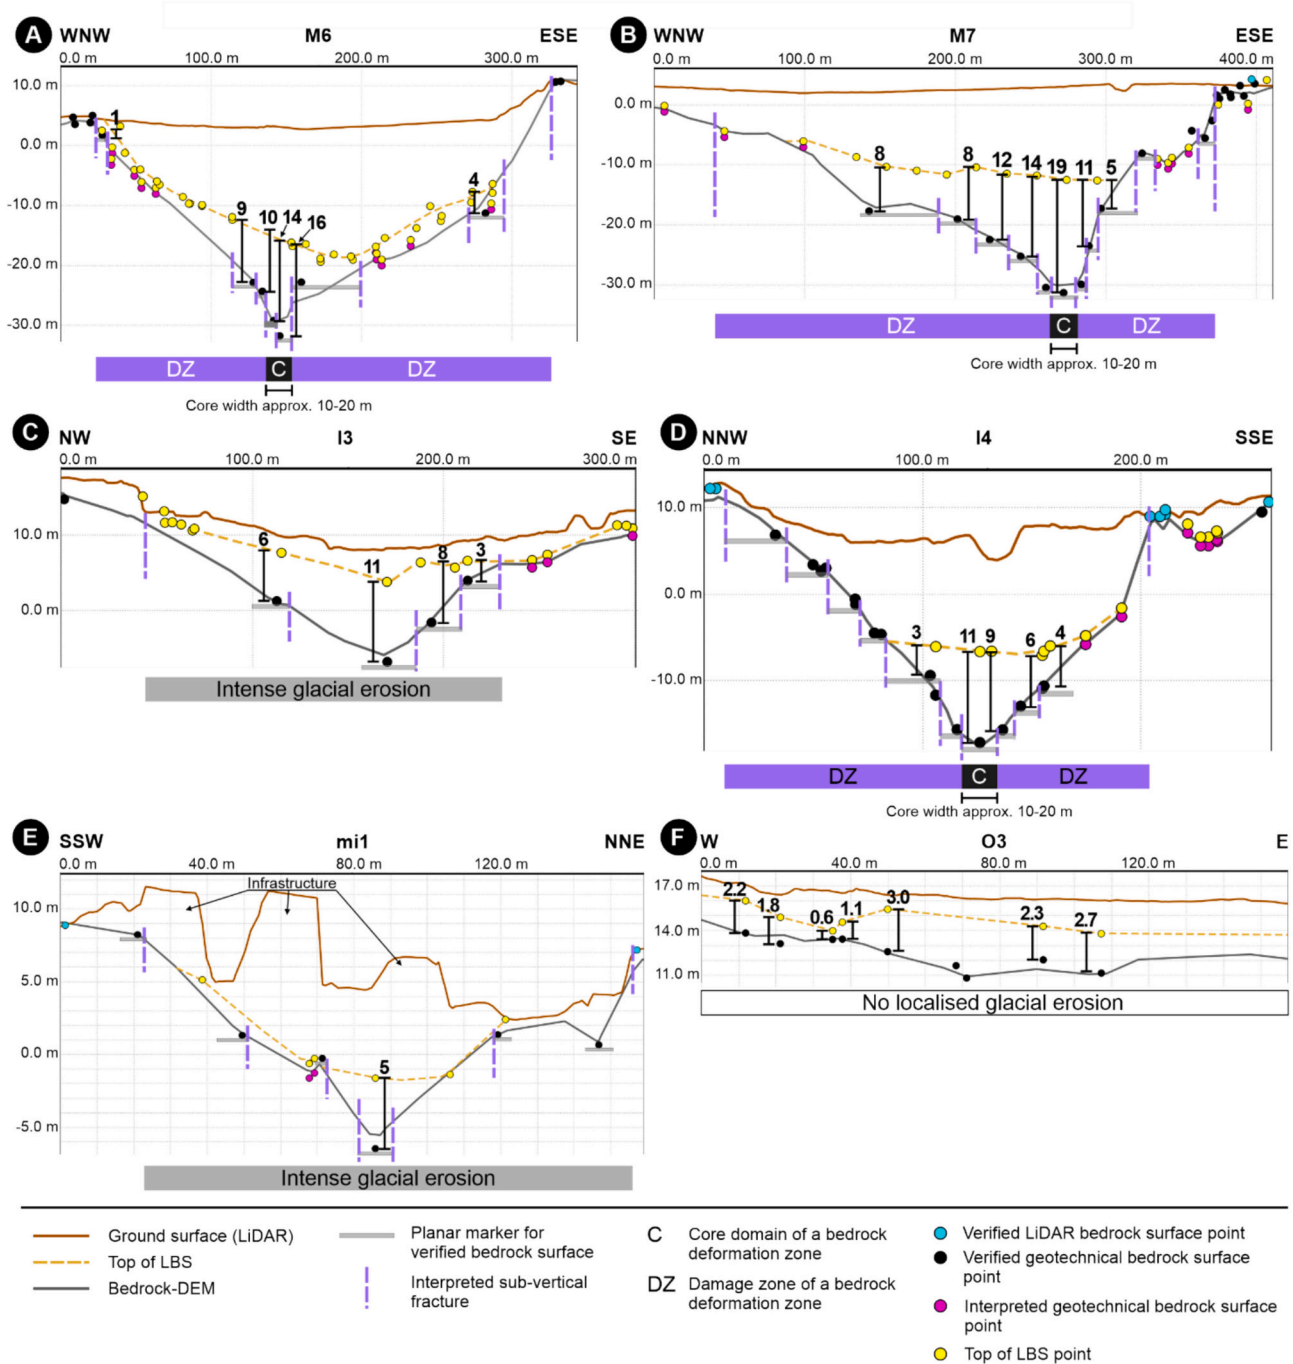 A
WNW M6 ESE
0.0 m 100.0 m 200.0 m 300.0 m
10.0 m
0.0 m
-10.0 m
-20.0 m
-30.0 m
1
9
10
14
16
4
DZ C DZ
Core width approx. 10-20 m
B
WNW M7 ESE
0.0 m 100.0 m 200.0 m 300.0 m 400.0 m
0.0 m
-10.0 m
-20.0 m
-30.0 m
8 8 12 14 19 11 5
DZ C DZ
Core width approx. 10-20 m
C
NW I3 SE
0.0 m 100.0 m 200.0 m 300.0 m
10.0 m
0.0 m
6 11 8 3
Intense glacial erosion
D
NNW I4 SSE
0.0 m 100.0 m 200.0 m
10.0 m
0.0 m
-10.0 m
3 11 9 6 4
DZ C DZ
Core width approx. 10-20 m
E
SSW mi1 NNE
0.0 m 40.0 m 80.0 m 120.0 m
Infrastructure
10.0 m
5.0 m
0.0 m
-5.0 m
5
Intense glacial erosion
F
W O3 E
0.0 m 40.0 m 80.0 m 120.0 m
17.0 m
14.0 m
11.0 m
2.2 1.8 0.6 1.1 3.0 2.3 2.7
No localised glacial erosion
Ground surface (LiDAR)
Top of LBS
Bedrock-DEM
Planar marker for
verified bedrock surface
Interpreted sub-vertical
fracture
C Core domain of a bedrock
deformation zone
DZ Damage zone of a bedrock
deformation zone
Verified LiDAR bedrock surface point
Verified geotechnical bedrock surface
point
Interpreted geotechnical bedrock surface
point
Top of LBS point